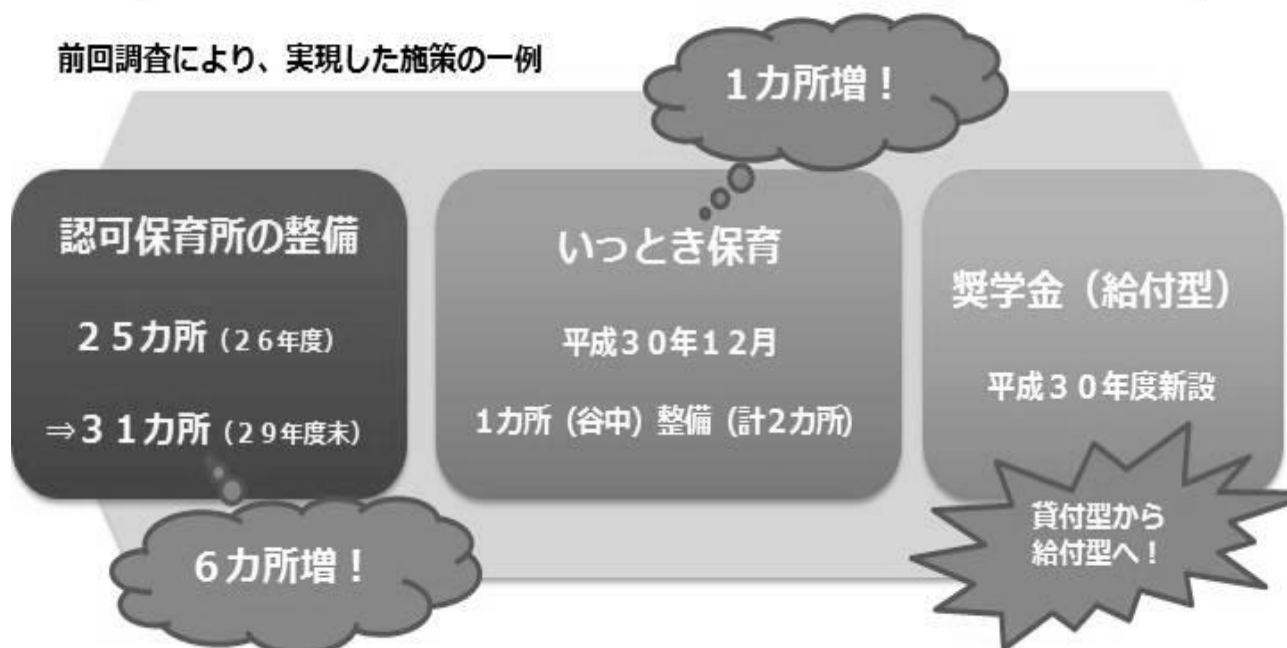 前回調査により、実現した施策の一例
1カ所増！
認可保育所の整備
２５カ所（２６年度）
⇒３１カ所（２９年度末）
6カ所増！
いっとき保育
平成３０年１２月
1カ所（谷中）整備（計2カ所）
奨学金（給付型）
平成３０年度新設
貸付型から
給付型へ！